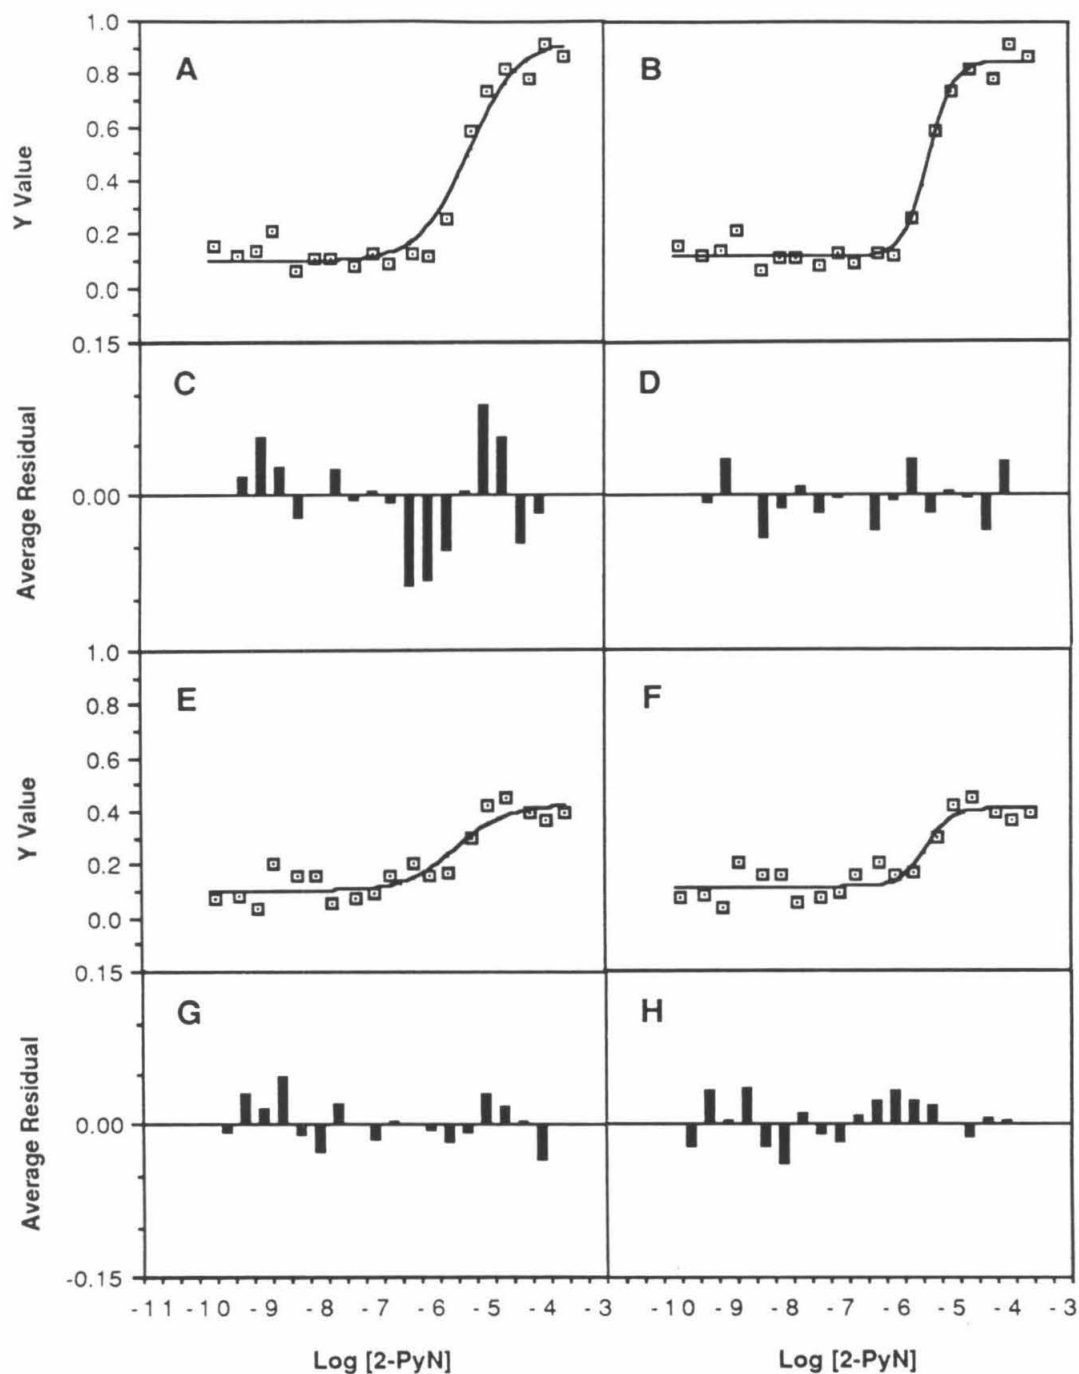 1.0
A
B
0.8
0.6
Y Value
0.4
0.2
0.0
0.15
C
D
Average Residual
0.00
1.0
E
F
0.8
0.6
Y Value
0.4
0.2
0.0
0.15
G
H
Average Residual
0.00
-0.15
-11 -10 -9 -8 -7 -6 -5 -4 -3
-10 -9 -8 -7 -6 -5 -4 -3
Log [2-PyN]
Log [2-PyN]